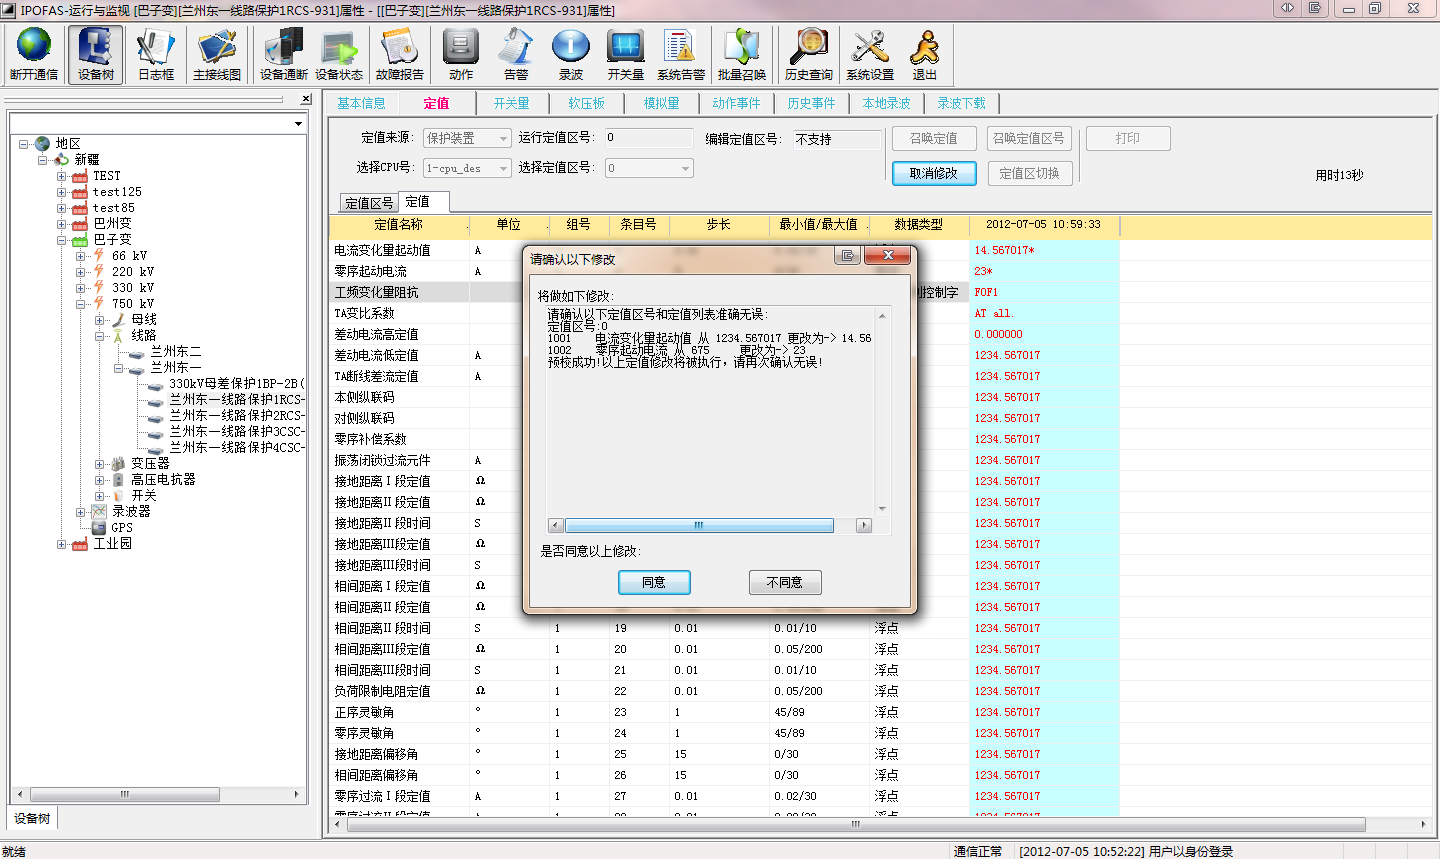 IPOFAS-运行与监视 [巴子变][兰州东一线路保护1RCS-931]属性 - [[巴子变][兰州东一线路保护1RCS-931]属性]
断开通信 设备树 日志框 主接线图 设备通断 设备状态 故障报告 动作 告警 录波 开关量 系统告警 批量召唤 历史查询 系统设置 退出
基本信息 定值 开关量 软压板 模拟量 动作事件 历史事件 本地录波 录波下载
定值来源: 保护装置 运行定值区号: 0 编辑定值区号: 不支持 召唤定值 召唤定值区号 打印
选择CPU号: 1-cpu_des 选择定值区号: 0 取消修改 定值区切换 用时13秒
定值区号 定值
地区
新疆
TEST
test125
test85
巴州变
巴子变
66 kV
220 kV
330 kV
750 kV
母线
线路
兰州东二
兰州东一
330kV母差保护1BP-2B(
兰州东一线路保护1RCS-
兰州东一线路保护2RCS-
兰州东一线路保护3CSC-
兰州东一线路保护4CSC-
变压器
高压电抗器
开关
录波器
GPS
工业园
设备树
定值名称 单位 组号 条目号 步长 最小值/最大值 数据类型 2012-07-05 10:59:33
电流变化量起动值 A 14.567017*
零序起动电流 A 23*
工频变化量阻抗 控制字 F0F1
TA变比系数 AT all.
差动电流高定值 0.000000
差动电流低定值 A 1234.567017
TA断线差流定值 A 1234.567017
本侧纵联码 1234.567017
对侧纵联码 1234.567017
零序补偿系数 1234.567017
振荡闭锁过流元件 A 1234.567017
接地距离Ⅰ段定值 Ω 1234.567017
接地距离Ⅱ段定值 Ω 1234.567017
接地距离Ⅱ段时间 S 1234.567017
接地距离Ⅲ段定值 Ω 1234.567017
接地距离Ⅲ段时间 S 1234.567017
相间距离Ⅰ段定值 Ω 1234.567017
相间距离Ⅱ段定值 Ω 1234.567017
相间距离Ⅱ段时间 S 1 19 0.01 0.01/10 浮点 1234.567017
相间距离Ⅲ段定值 Ω 1 20 0.01 0.05/200 浮点 1234.567017
相间距离Ⅲ段时间 S 1 21 0.01 0.01/10 浮点 1234.567017
负荷限制电阻定值 Ω 1 22 0.01 0.05/200 浮点 1234.567017
正序灵敏角 ° 1 23 1 45/89 浮点 1234.567017
零序灵敏角 ° 1 24 1 45/89 浮点 1234.567017
接地距离偏移角 ° 1 25 15 0/30 浮点 1234.567017
相间距离偏移角 ° 1 26 15 0/30 浮点 1234.567017
零序过流Ⅰ段定值 A 1 27 0.01 0.02/30 浮点 1234.567017
请确认以下修改
将做如下修改:
请确认以下定值区号和定值列表准确无误:
定值区号:0
1001 电流变化量起动值 从 1234.567017 更改为-> 14.56
1002 零序起动电流 从 675 更改为-> 23
预校成功!以上定值修改将被执行，请再次确认无误!
是否同意以上修改:
同意 不同意
就绪 通信正常 [2012-07-05 10:52:22] 用户以身份登录